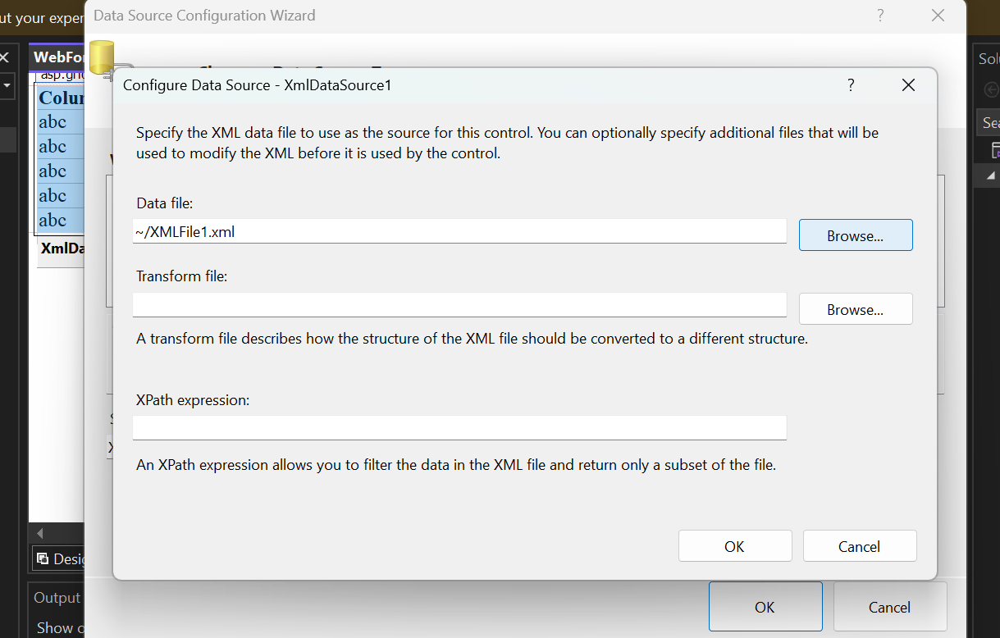 ut your exper
Data Source Configuration Wizard
?
WebFor
Configure Data Source - XmlDataSource1
?
Solu
Colun
abc
abc
abc
abc
abc
XmlDa
Specify the XML data file to use as the source for this control. You can optionally specify additional files that will be
used to modify the XML before it is used by the control.
Sea
Data file:
~/XMLFile1.xml
Browse...
Transform file:
Browse...
A transform file describes how the structure of the XML file should be converted to a different structure.
XPath expression:
An XPath expression allows you to filter the data in the XML file and return only a subset of the file.
OK
Cancel
Desig
Output
OK
Cancel
Show o